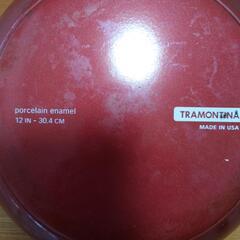 porcelain enamel
12 IN - 30.4 CM
TRAMONTINA
MADE IN USA